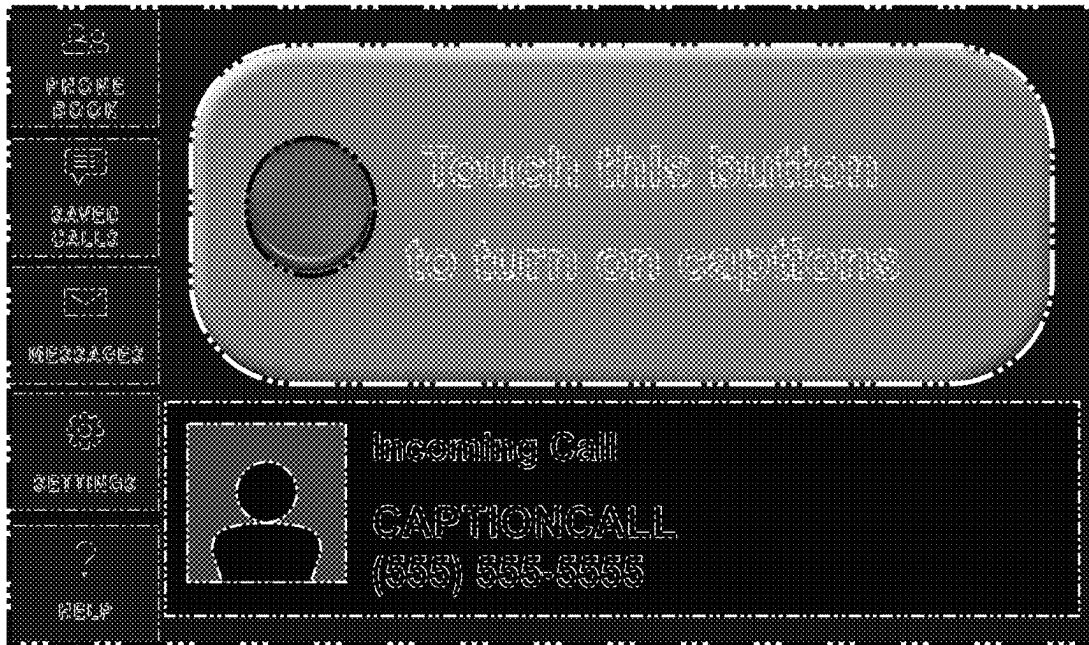 PHONE
BOOK
SAVED
CALLS
MESSAGES
SETTINGS
HELP
Touch this button
to turn on captions
Incoming Call
CAPTIONCALL
(555) 555-5555